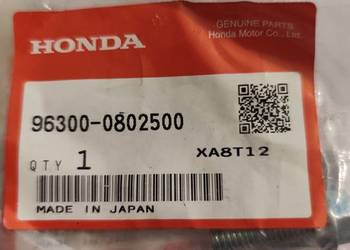 HONDA
GENUINE PARTS
Honda Motor Co., Ltd.
96300-0802500
QTY 1
XA8T12
MADE IN JAPAN